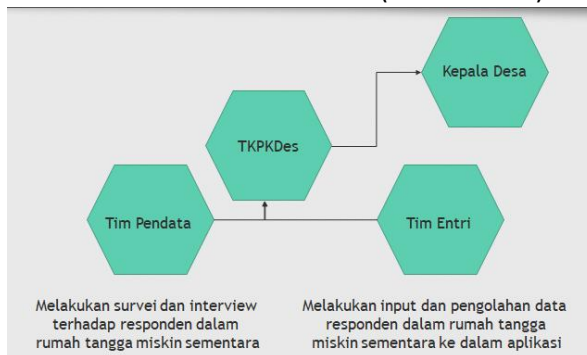 Kepala Desa
TKPKDes
Tim Pendata
Tim Entri
Melakukan survei dan interview
terhadap responden dalam
rumah tangga miskin sementara
Melakukan input dan pengolahan data
responden dalam rumah tangga
miskin sementara ke dalam aplikasi